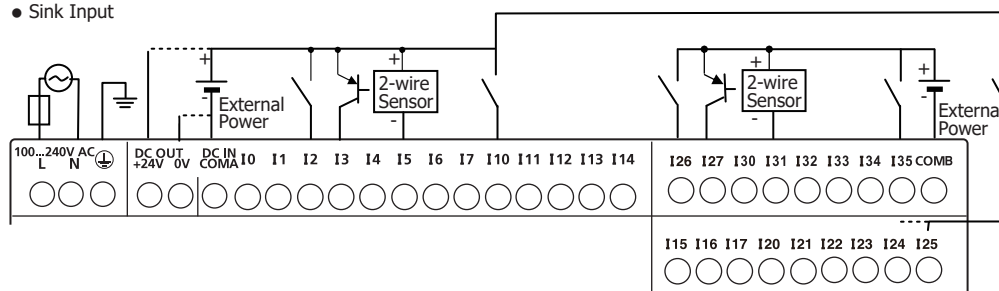 ● Sink Input
+
-
External
Power
+
2-wire
Sensor
-
+
2-wire
Sensor
-
+
-
External
Power
100...240V AC
L N
DC OUT
+24V 0V
DC IN
COMA
I0 I1 I2 I3 I4 I5 I6 I7 I10 I11 I12 I13 I14
I26 I27 I30 I31 I32 I33 I34 I35 COMB
I15 I16 I17 I20 I21 I22 I23 I24 I25